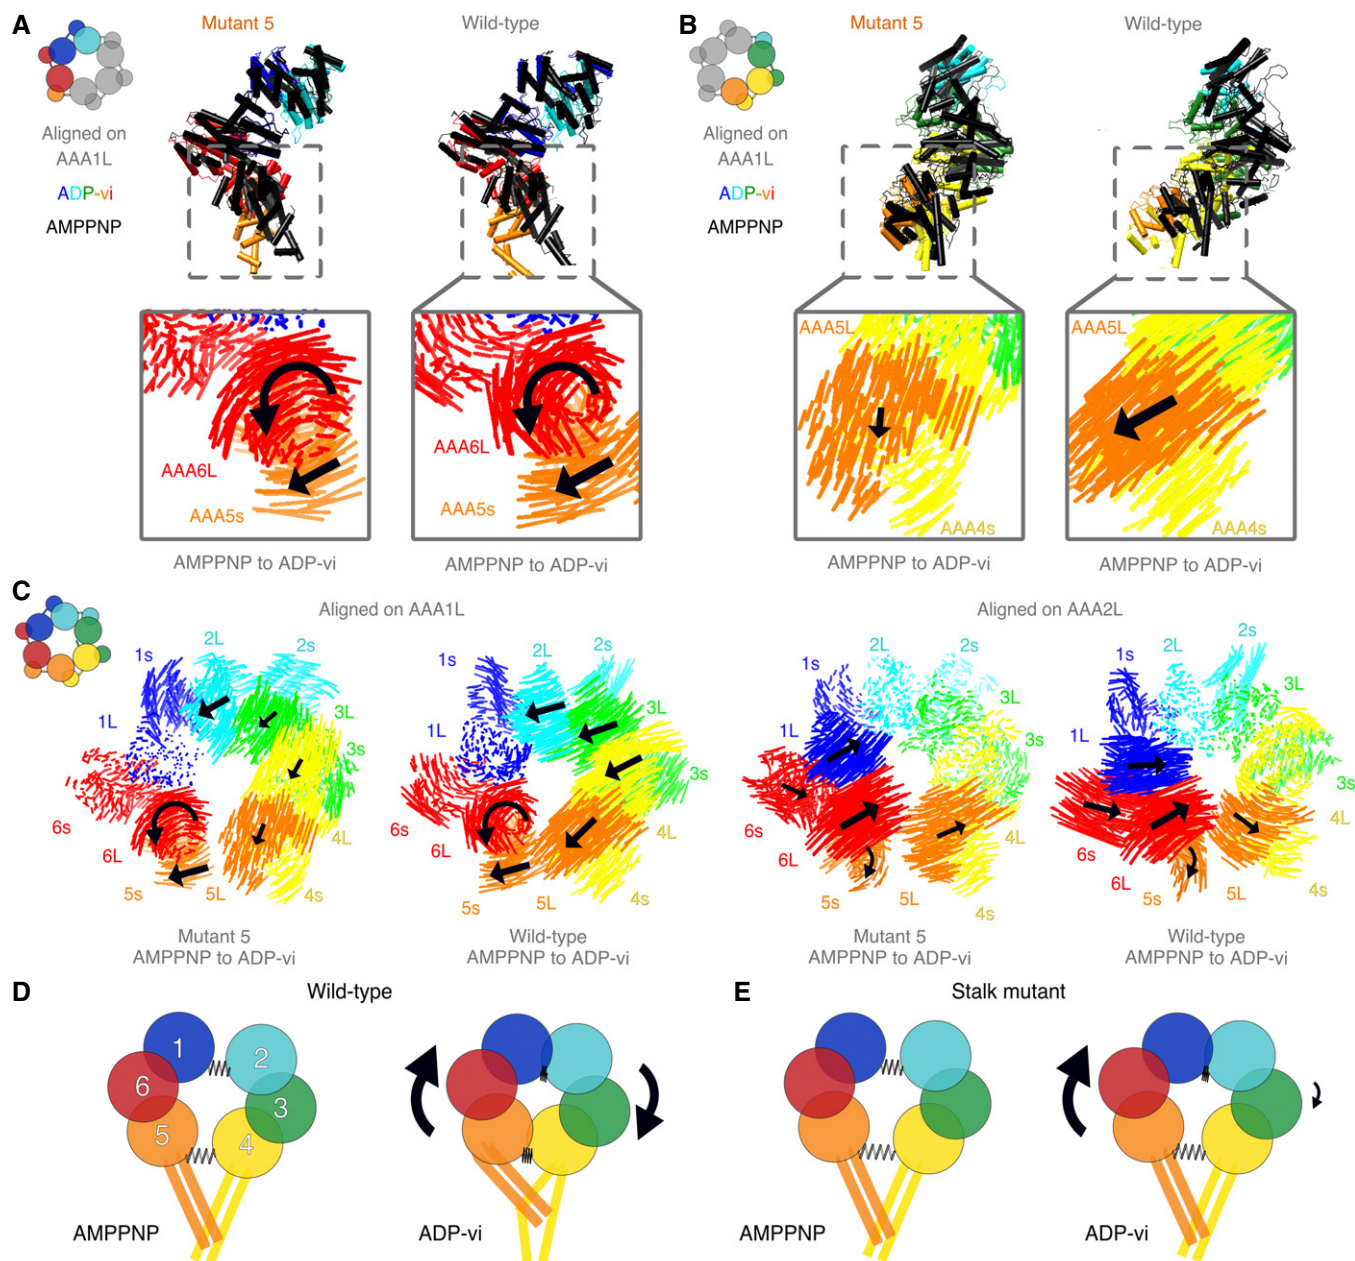 A
Mutant 5
Wild-type
Aligned on
AAA1L
ADP-vi
AMPPNP
AAA6L
AAA5s
AMPPNP to ADP-vi
AAA6L
AAA5s
AMPPNP to ADP-vi
B
Mutant 5
Wild-type
Aligned on
AAA1L
ADP-vi
AMPPNP
AAA5L
AAA4s
AMPPNP to ADP-vi
AAA5L
AAA4s
AMPPNP to ADP-vi
C
Aligned on AAA1L
1s
2L
2s
1L
3L
3s
6s
6L
4L
5s
5L
4s
Mutant 5
AMPPNP to ADP-vi
1s
2L
2s
1L
3L
3s
6s
6L
4L
5s
5L
4s
Wild-type
AMPPNP to ADP-vi
Aligned on AAA2L
1s
2L
2s
1L
3L
3s
6s
6L
4L
5s
5L
4s
Mutant 5
AMPPNP to ADP-vi
1s
2L
2s
1L
3L
3s
6s
6L
4L
5s
5L
4s
Wild-type
AMPPNP to ADP-vi
D
Wild-type
1
2
6
3
5
4
AMPPNP
ADP-vi
E
Stalk mutant
AMPPNP
ADP-vi